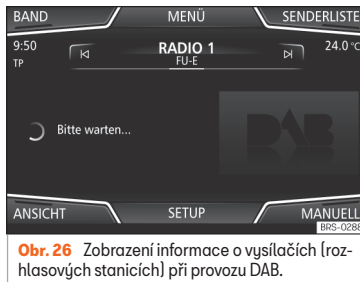 BAND MENÜ SENDERLISTE
9:50 RADIO 1 24.0 °C
TP FU-E
Bitte warten...
DAB
ANSICHT SETUP MANUELL
BRS-0288
Obr. 26 Zobrazení informace o vysílačích (roz-
hlasových stanicích) při provozu DAB.